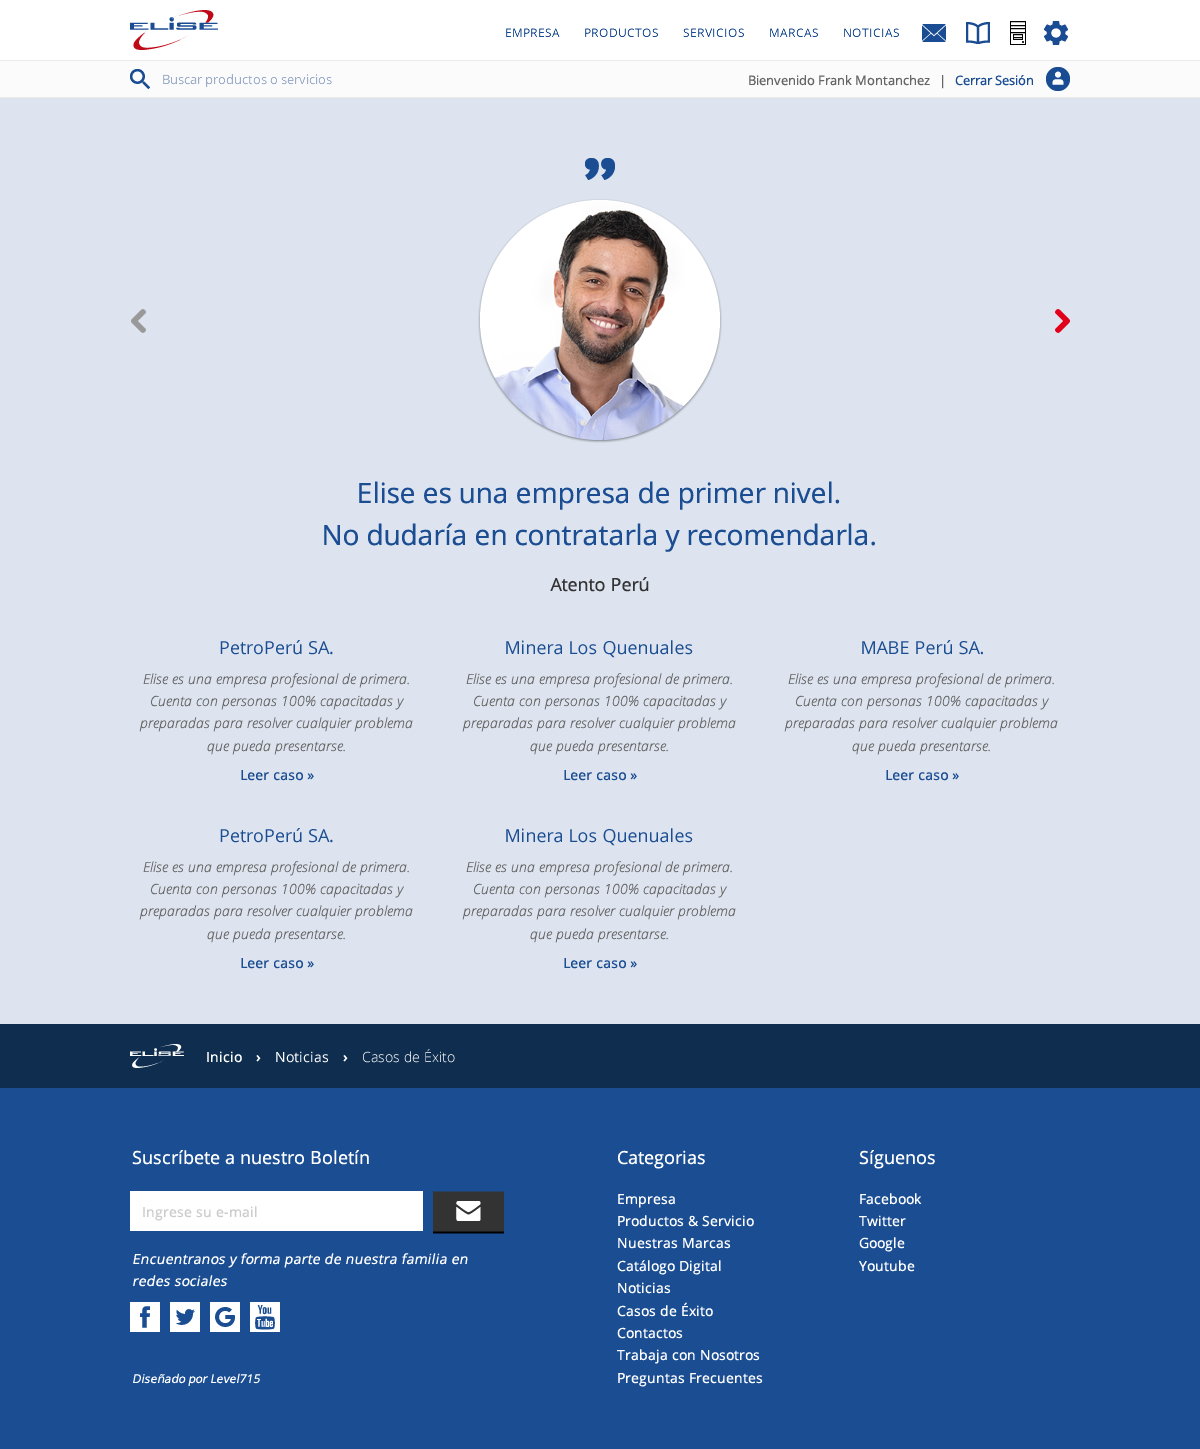 ELISE
EMPRESA PRODUCTOS SERVICIOS MARCAS NOTICIAS
Buscar productos o servicios
Bienvenido Frank Montanchez | Cerrar Sesión
”
Elise es una empresa de primer nivel.
No dudaría en contratarla y recomendarla.
Atento Perú
PetroPerú SA.
Elise es una empresa profesional de primera.
Cuenta con personas 100% capacitadas y
preparadas para resolver cualquier problema
que pueda presentarse.
Leer caso »
Minera Los Quenuales
Elise es una empresa profesional de primera.
Cuenta con personas 100% capacitadas y
preparadas para resolver cualquier problema
que pueda presentarse.
Leer caso »
MABE Perú SA.
Elise es una empresa profesional de primera.
Cuenta con personas 100% capacitadas y
preparadas para resolver cualquier problema
que pueda presentarse.
Leer caso »
PetroPerú SA.
Elise es una empresa profesional de primera.
Cuenta con personas 100% capacitadas y
preparadas para resolver cualquier problema
que pueda presentarse.
Leer caso »
Minera Los Quenuales
Elise es una empresa profesional de primera.
Cuenta con personas 100% capacitadas y
preparadas para resolver cualquier problema
que pueda presentarse.
Leer caso »
ELISE Inicio › Noticias › Casos de Éxito
Suscríbete a nuestro Boletín
Ingrese su e-mail
Encuentranos y forma parte de nuestra familia en
redes sociales
f G You Tube
Diseñado por Level715
Categorias
Empresa
Productos & Servicio
Nuestras Marcas
Catálogo Digital
Noticias
Casos de Éxito
Contactos
Trabaja con Nosotros
Preguntas Frecuentes
Síguenos
Facebook
Twitter
Google
Youtube